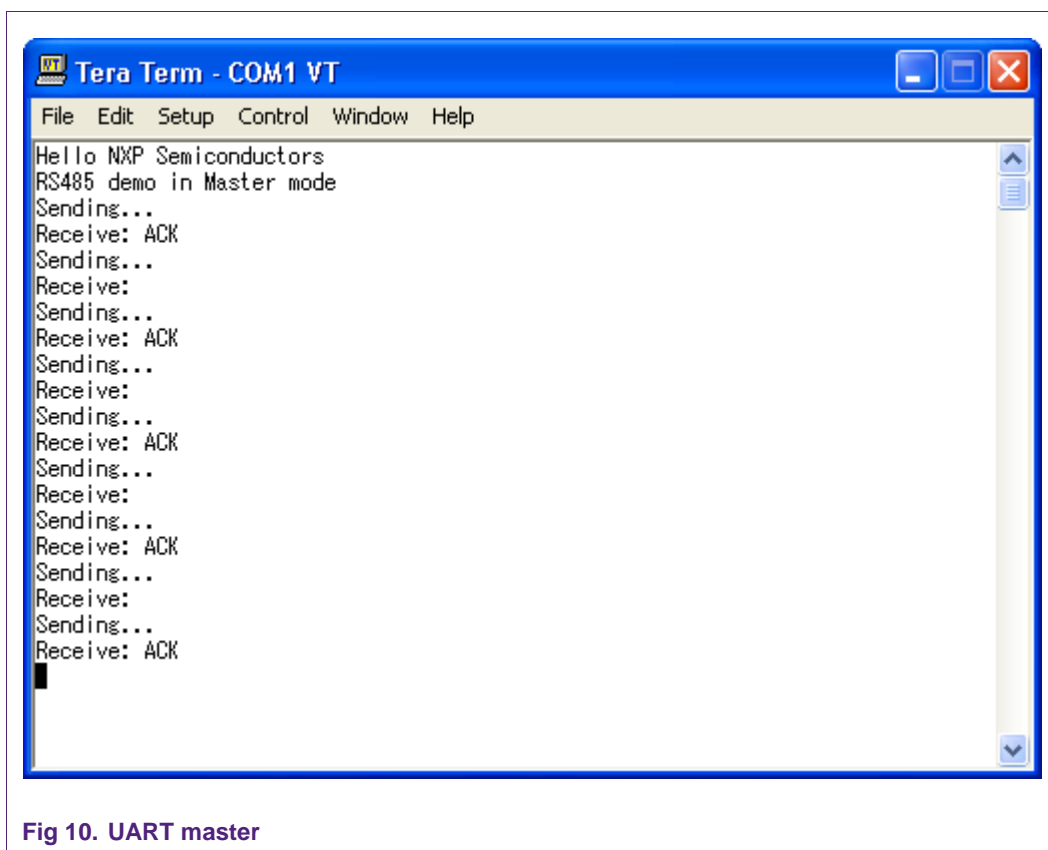 Tera Term - COM1 VT
File Edit Setup Control Window Help
Hello NXP Semiconductors
RS485 demo in Master mode
Sending...
Receive: ACK
Sending...
Receive:
Sending...
Receive: ACK
Sending...
Receive:
Sending...
Receive: ACK
Sending...
Receive:
Sending...
Receive: ACK
Sending...
Receive:
Sending...
Receive: ACK
Fig 10. UART master